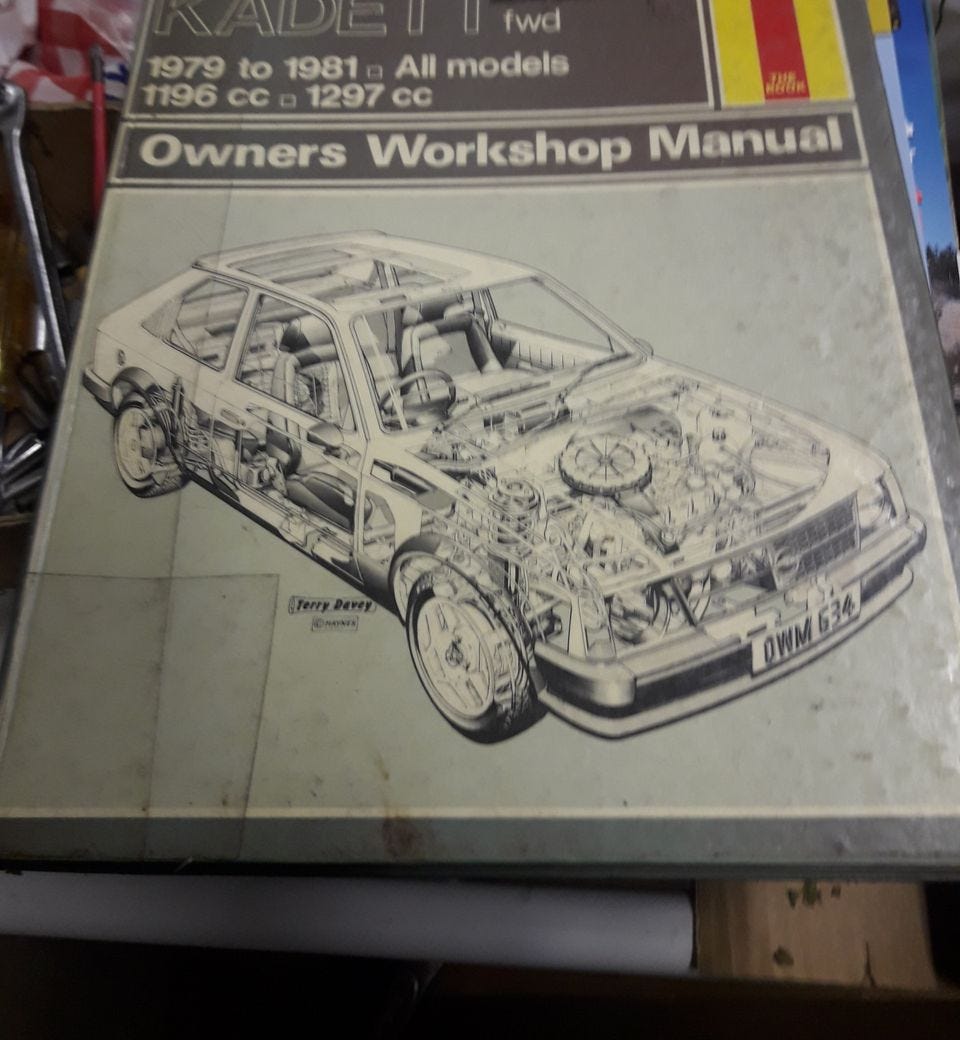 KADETT fwd
1979 to 1981 □ All models
1196 cc □ 1297 cc
THE
BOOK
Owners Workshop Manual
Terry Davey
© HAYNES
OWM 634